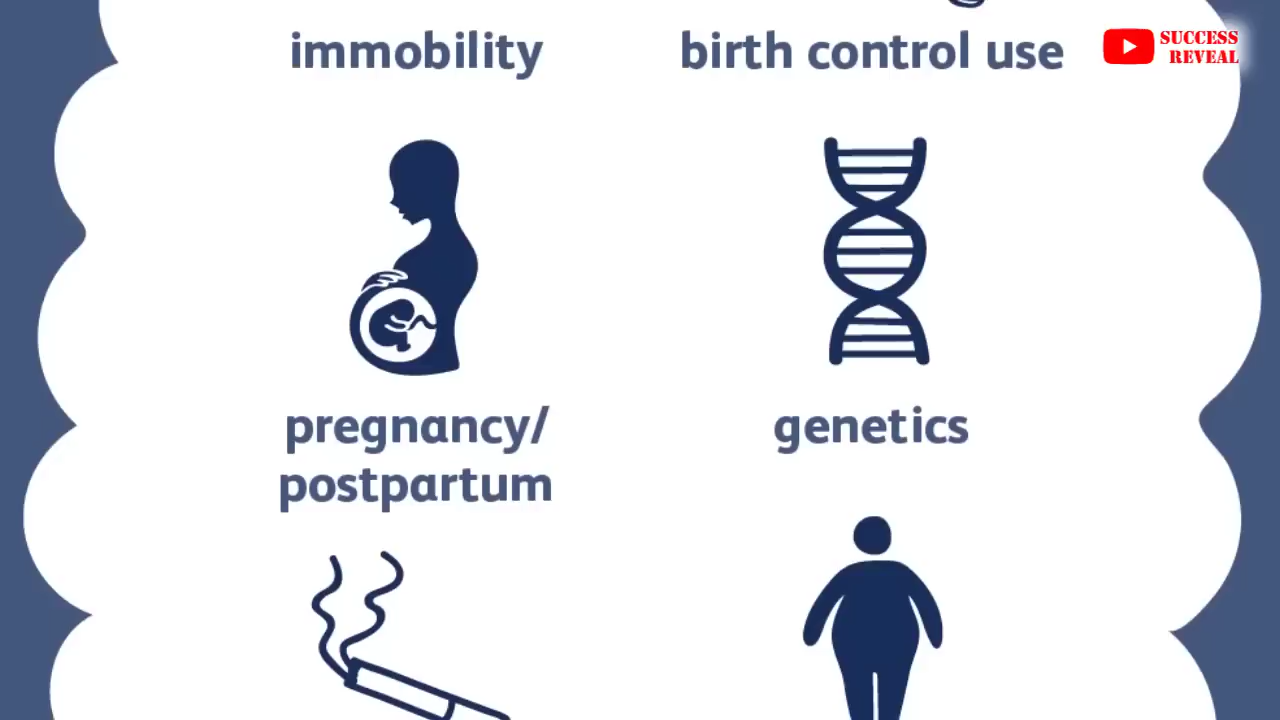 immobility
birth control use
SUCCESS
REVEAL
pregnancy/
postpartum
genetics